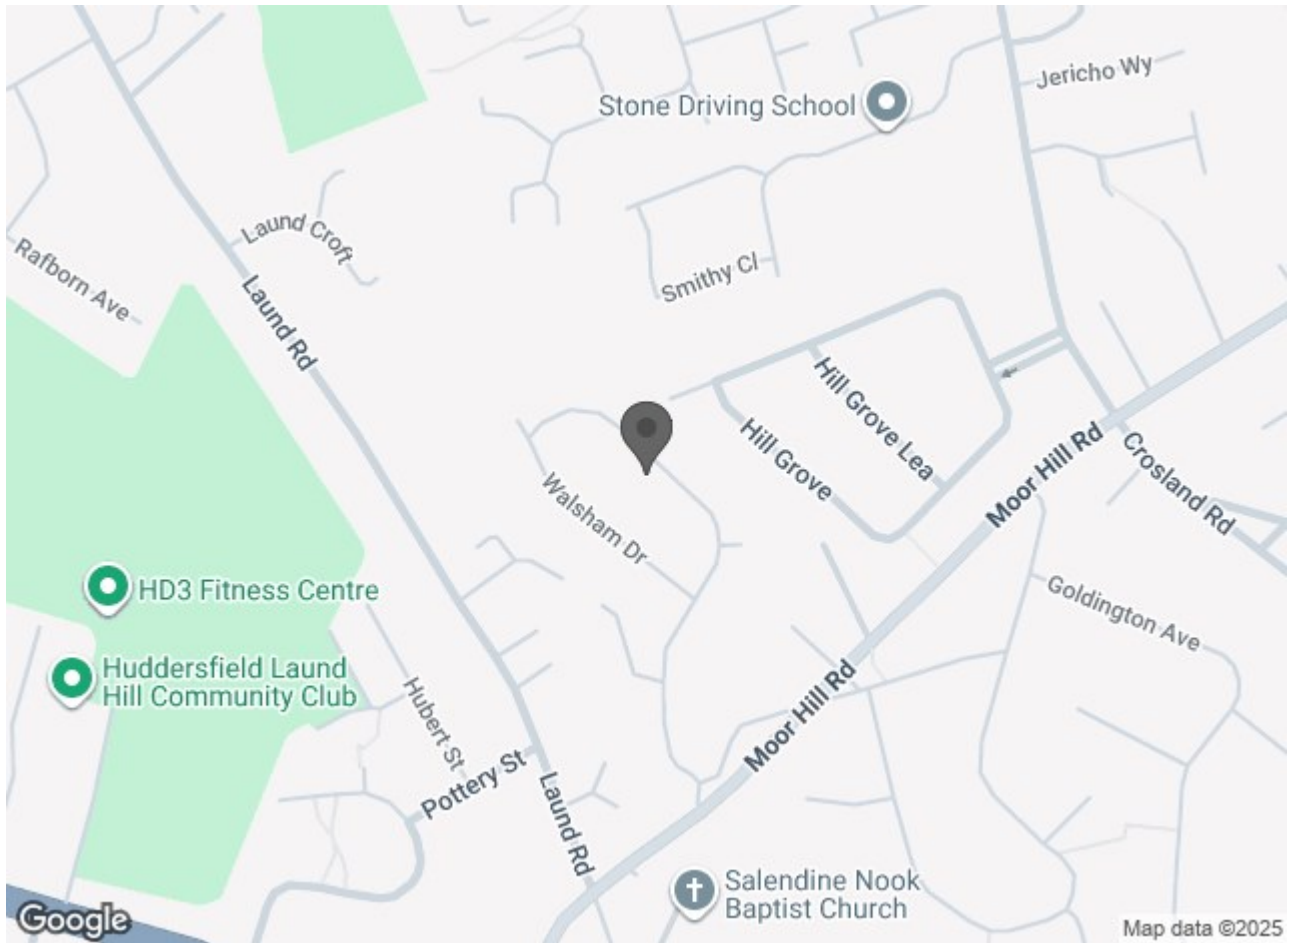 Jericho Wy
Stone Driving School
Laund Croft
Rafborn Ave
Smithy Cl
Laund Rd
Hill Grove Lea
Hill Grove
Moor Hill Rd
Crosland Rd
Walsham Dr
HD3 Fitness Centre
Goldington Ave
Huddersfield Laund
Hill Community Club
Hubert St
Moor Hill Rd
Pottery St
Laund Rd
Salendine Nook
Baptist Church
Google
Map data ©2025